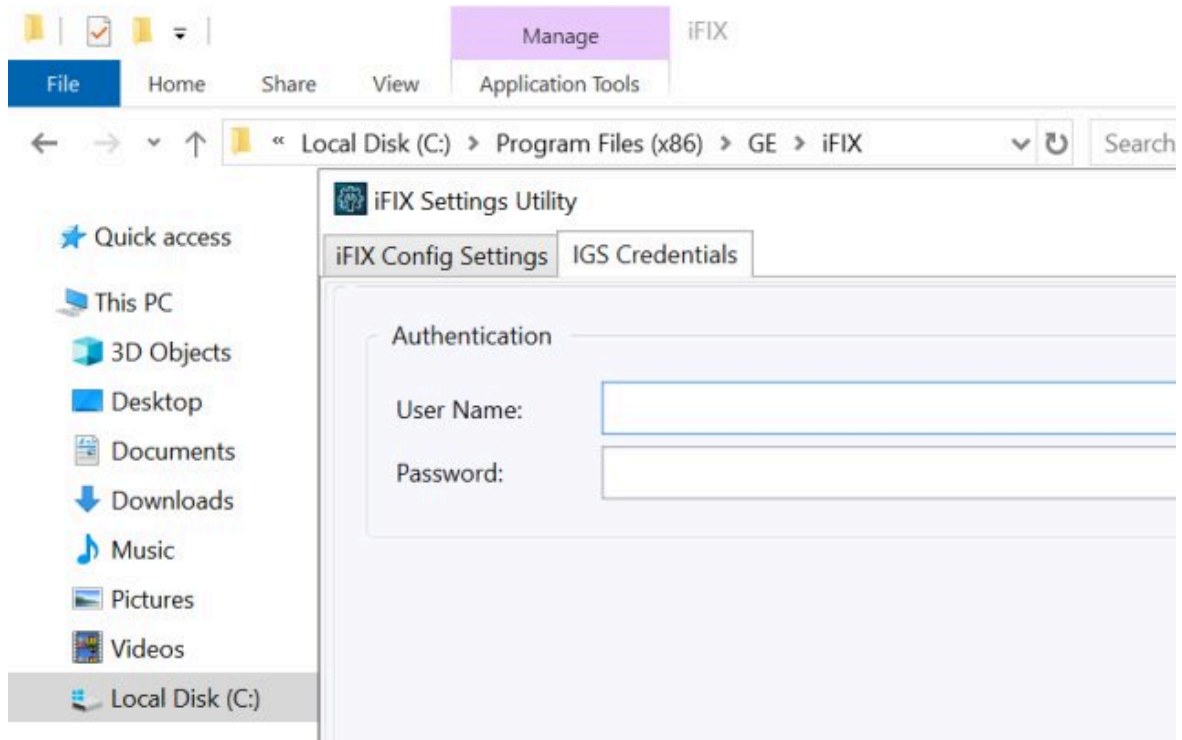 Manage iFIX
File Home Share View Application Tools
« Local Disk (C:) > Program Files (x86) > GE > iFIX Search
iFIX Settings Utility
iFIX Config Settings IGS Credentials
Authentication
User Name:
Password:
Quick access
This PC
3D Objects
Desktop
Documents
Downloads
Music
Pictures
Videos
Local Disk (C:)